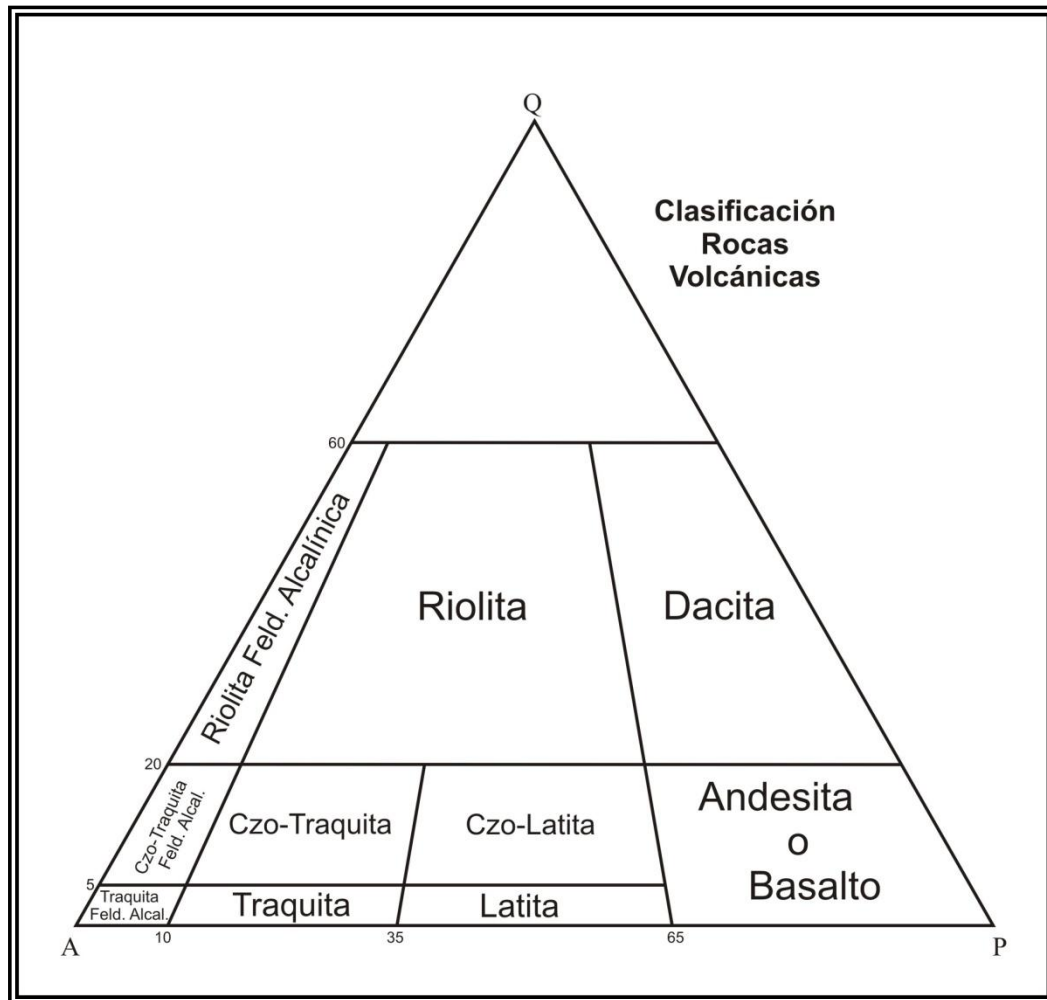 Q
Clasificación
Rocas
Volcánicas
60
Riolita Feld. Alcalínica
Riolita
Dacita
20
Czo-Traquita
Feld. Alcal.
Czo-Traquita
Czo-Latita
Andesita
o
Basalto
5
Traquita
Feld. Alcal.
Traquita
Latita
A
10
35
65
P